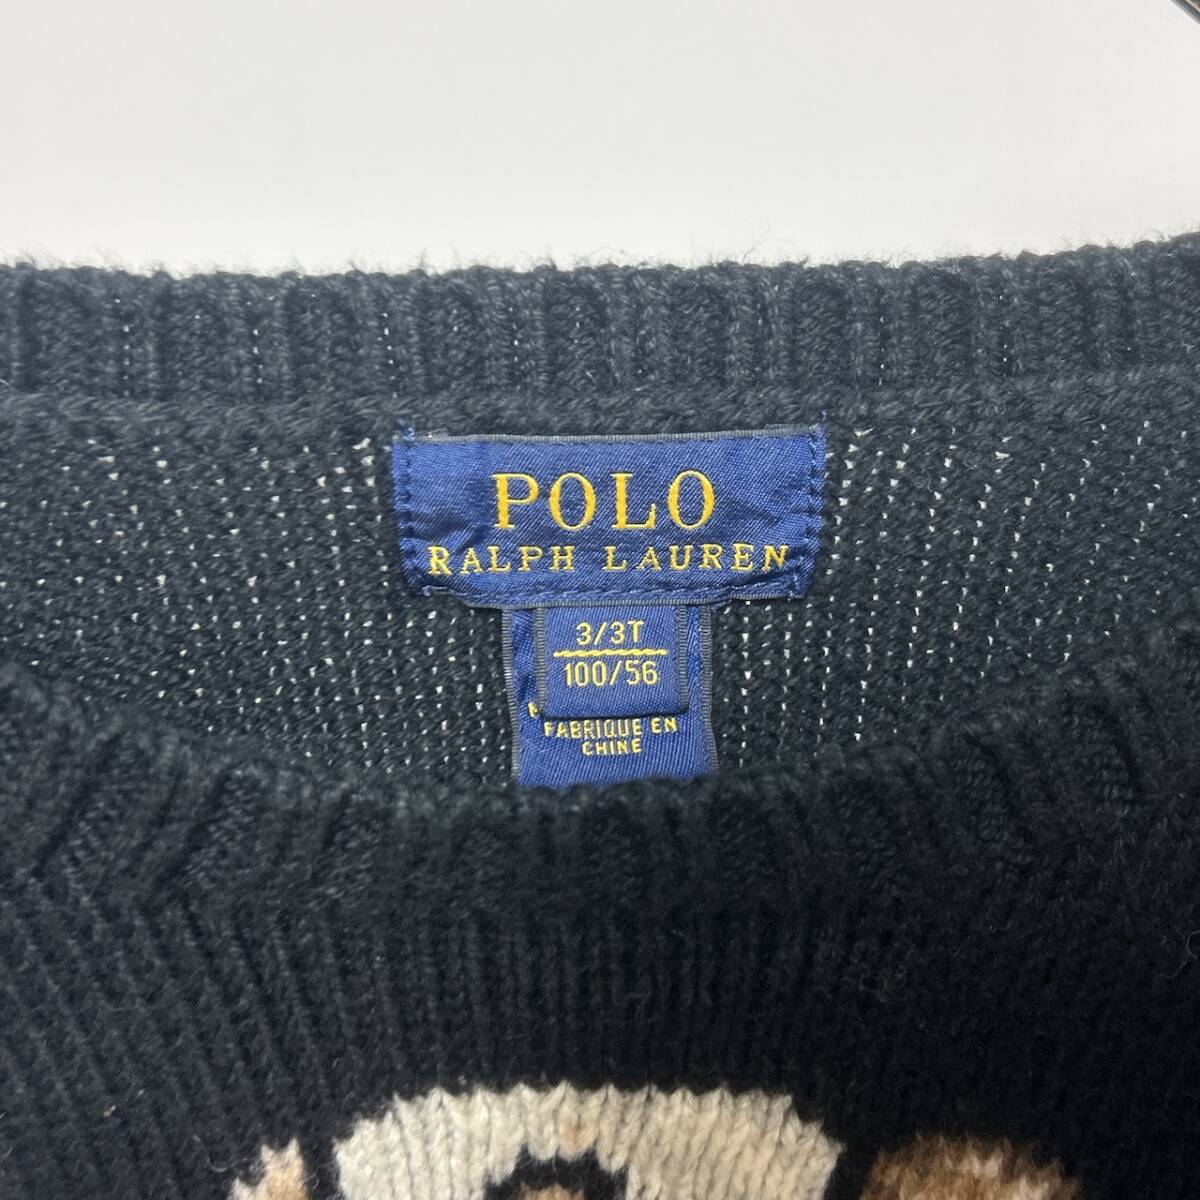 POLO
RALPH LAUREN
3/3T
100/56
FABRIQUE EN
CHINE